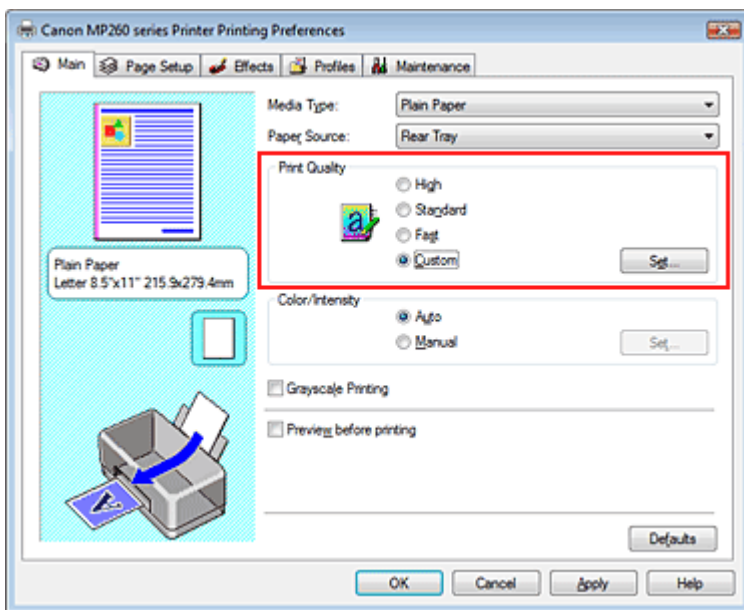 Canon MP260 series Printer Printing Preferences
Main Page Setup Effects Profiles Maintenance
Media Type: Plain Paper
Paper Source: Rear Tray
Print Quality
High
Standard
Fast
Custom Set...
Plain Paper
Letter 8.5"x11" 215.9x279.4mm
Color/Intensity
Auto
Manual Set...
Grayscale Printing
Preview before printing
Defaults
OK Cancel Apply Help